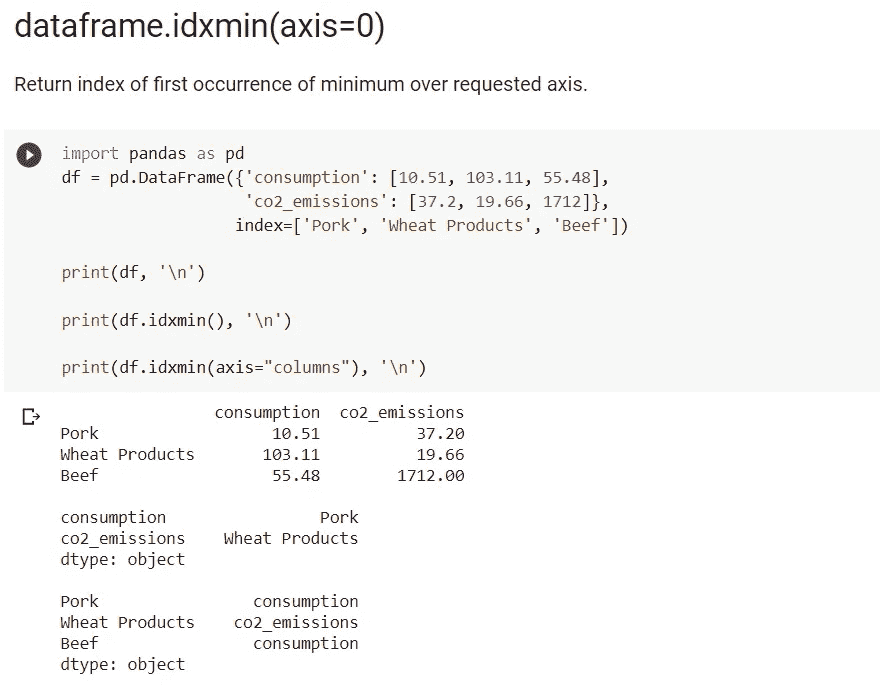 dataframe.idxmin(axis=0)
Return index of first occurrence of minimum over requested axis.
import pandas as pd
df = pd.DataFrame({'consumption': [10.51, 103.11, 55.48],
                  'co2_emissions': [37.2, 19.66, 1712]},
                 index=['Pork', 'Wheat Products', 'Beef'])
print(df, '\n')
print(df.idxmin(), '\n')
print(df.idxmin(axis="columns"), '\n')
                consumption  co2_emissions
Pork                  10.51          37.20
Wheat Products       103.11          19.66
Beef                  55.48        1712.00
consumption                Pork
co2_emissions    Wheat Products
dtype: object
Pork                consumption
Wheat Products    co2_emissions
Beef                consumption
dtype: object